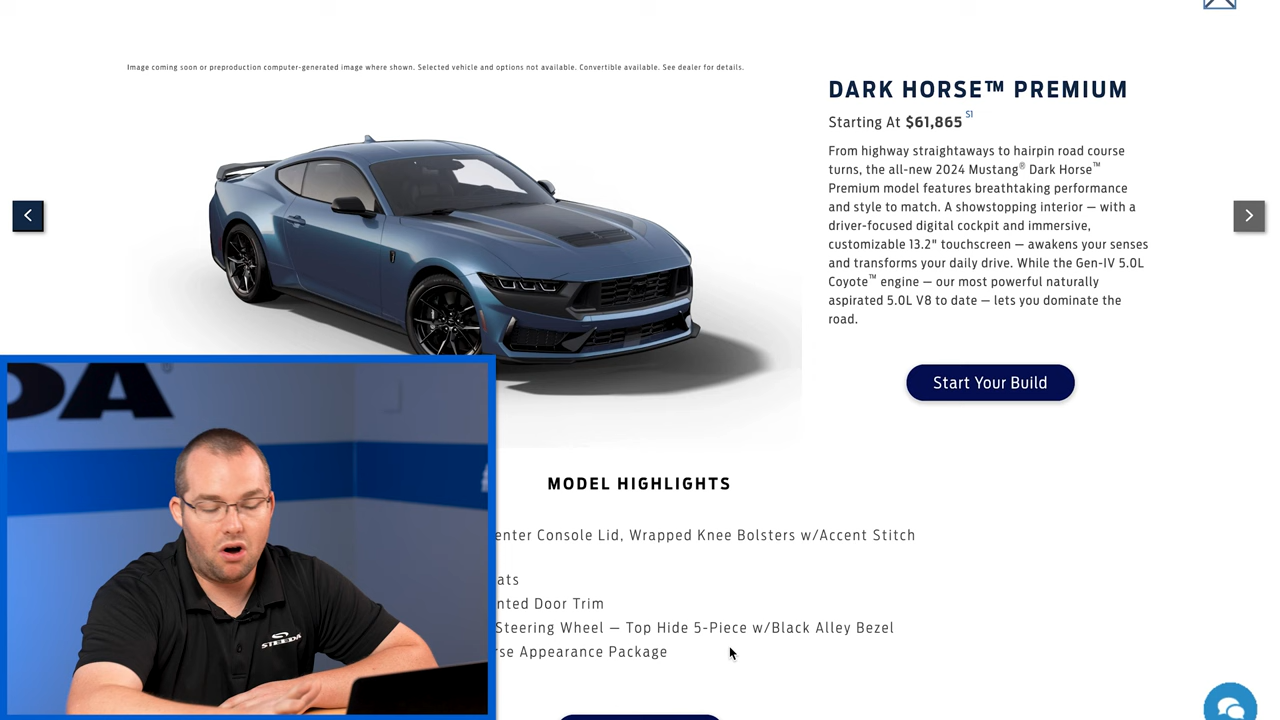 Image coming soon or preproduction computer-generated image where shown. Selected vehicle and options not available. Convertible available. See dealer for details.
DARK HORSE™ PREMIUM
Starting At $61,865 S1
From highway straightaways to hairpin road course
turns, the all-new 2024 Mustang® Dark Horse™
Premium model features breathtaking performance
and style to match. A showstopping interior — with a
driver-focused digital cockpit and immersive,
customizable 13.2" touchscreen — awakens your senses
and transforms your daily drive. While the Gen-IV 5.0L
Coyote™ engine — our most powerful naturally
aspirated 5.0L V8 to date — lets you dominate the
road.
Start Your Build
MODEL HIGHLIGHTS
enter Console Lid, Wrapped Knee Bolsters w/Accent Stitch
ats
nted Door Trim
Steering Wheel — Top Hide 5-Piece w/Black Alley Bezel
rse Appearance Package
DA®
STEEDA